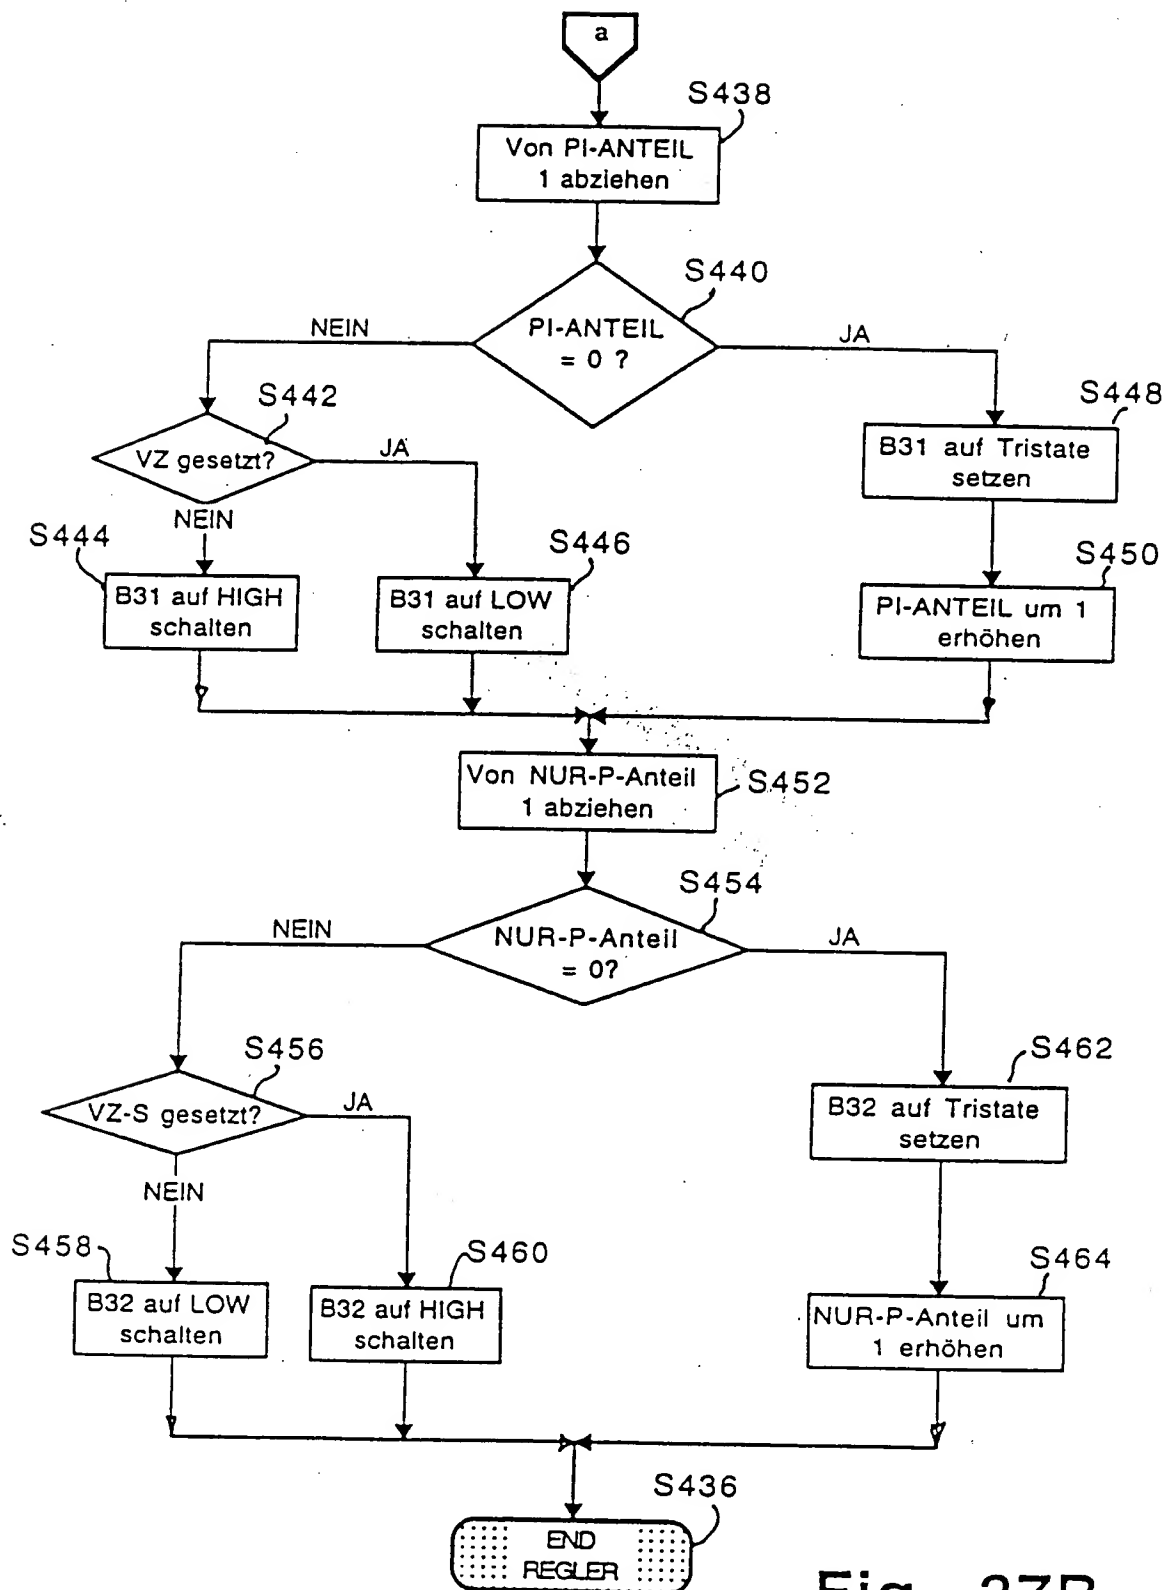 a
S438
Von PI-ANTEIL
1 abziehen
S440
PI-ANTEIL
= 0 ?
NEIN
JA
S442
VZ gesetzt?
JA
NEIN
S448
B31 auf Tristate
setzen
S444
B31 auf HIGH
schalten
S446
B31 auf LOW
schalten
S450
PI-ANTEIL um 1
erhöhen
Von NUR-P-Anteil
1 abziehen
S452
S454
NUR-P-Anteil
= 0?
NEIN
JA
S456
VZ-S gesetzt?
JA
NEIN
S462
B32 auf Tristate
setzen
S458
B32 auf LOW
schalten
S460
B32 auf HIGH
schalten
S464
NUR-P-Anteil um
1 erhöhen
S436
END
REGLER
Fig. 27B